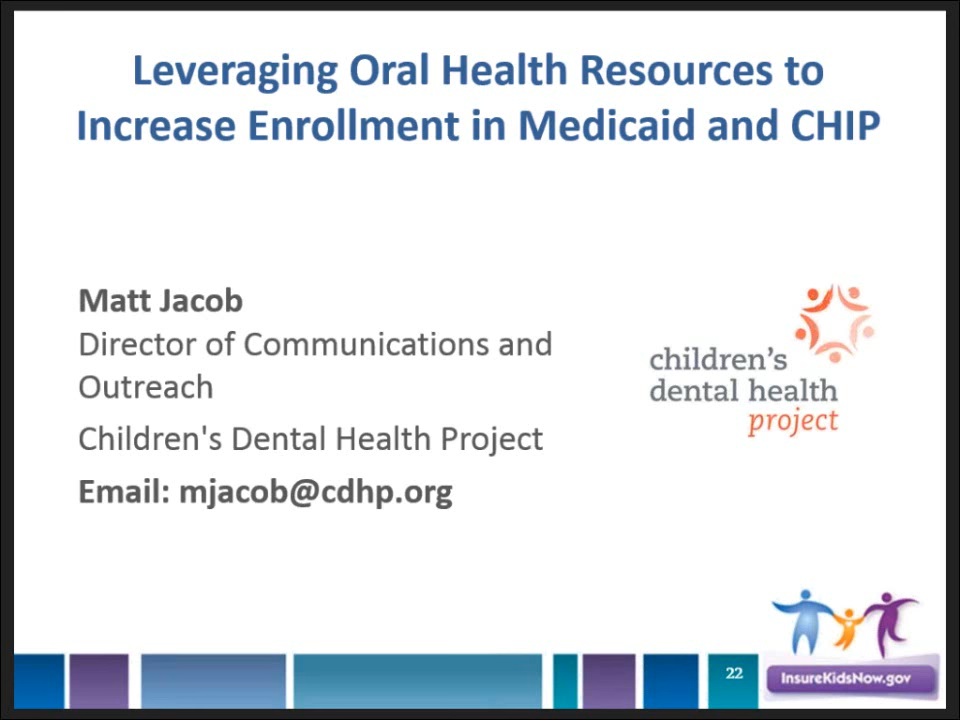 Leveraging Oral Health Resources to
Increase Enrollment in Medicaid and CHIP
Matt Jacob
Director of Communications and
Outreach
Children's Dental Health Project
Email: mjacob@cdhp.org
children's
dental health
project
22
InsureKidsNow.gov